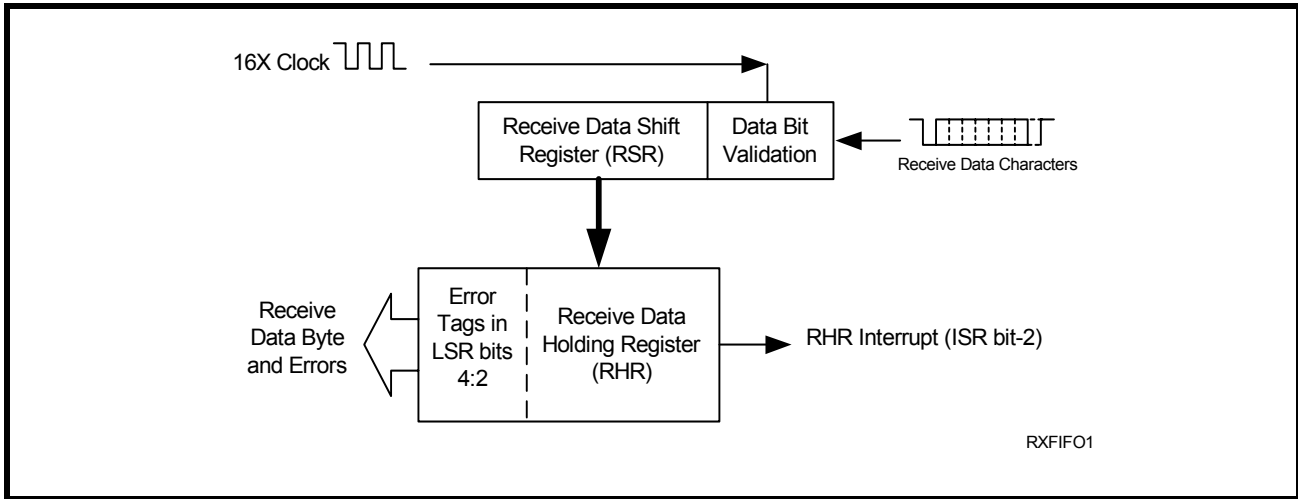 16X Clock
Receive Data Shift
Register (RSR)
Data Bit
Validation
Receive Data Characters
Receive
Data Byte
and Errors
Error
Tags in
LSR bits
4:2
Receive Data
Holding Register
(RHR)
RHR Interrupt (ISR bit-2)
RXFIFO1